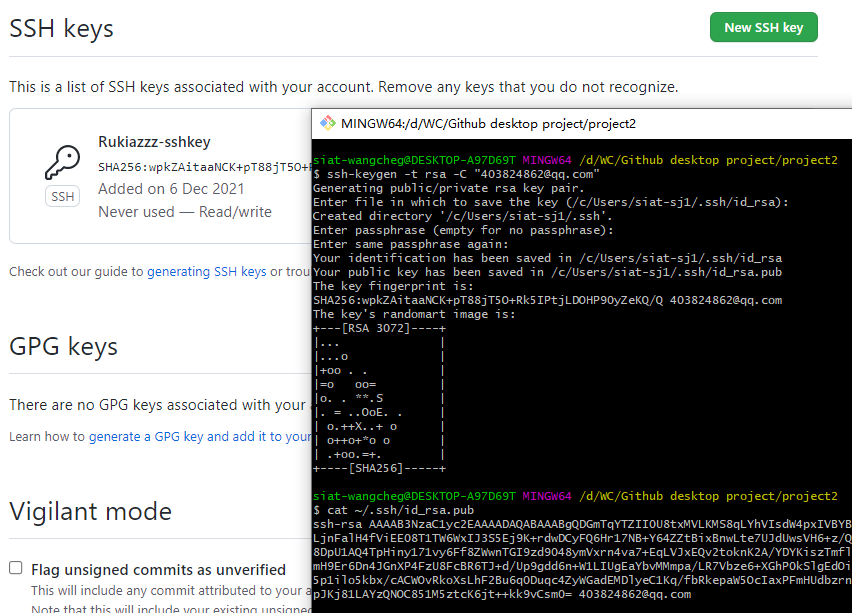 SSH keys
New SSH key
This is a list of SSH keys associated with your account. Remove any keys that you do not recognize.
Rukiazzz-sshkey
SHA256:wpkZAitaaNCK+pT88jT5O+
Added on 6 Dec 2021
Never used — Read/write
SSH
Check out our guide to generating SSH keys or trou
GPG keys
There are no GPG keys associated with your
Learn how to generate a GPG key and add it to your
Vigilant mode
Flag unsigned commits as unverified
This will include any commit attributed to your a
Note that this will include your existing unsigned
MINGW64:/d/WC/Github desktop project/project2
siat-wangcheg@DESKTOP-A97D69T MINGW64 /d/WC/Github desktop project/project2
$ ssh-keygen -t rsa -C "403824862@qq.com"
Generating public/private rsa key pair.
Enter file in which to save the key (/c/Users/siat-sj1/.ssh/id_rsa):
Created directory '/c/Users/siat-sj1/.ssh'.
Enter passphrase (empty for no passphrase):
Enter same passphrase again:
Your identification has been saved in /c/Users/siat-sj1/.ssh/id_rsa
Your public key has been saved in /c/Users/siat-sj1/.ssh/id_rsa.pub
The key fingerprint is:
SHA256:wpkZAitaaNCK+pT88jT5O+Rk5IPtjLDOHP9OyZeKQ/Q 403824862@qq.com
The key's randomart image is:
+---[RSA 3072]----+
|...              |
|...o             |
|+oo . .          |
|=o   oo=         |
|o. . **.S        |
|. = ..OoE. .     |
| o.++X..+ o      |
| o++o+*o o       |
| .+oo.=+.        |
+----[SHA256]-----+
siat-wangcheg@DESKTOP-A97D69T MINGW64 /d/WC/Github desktop project/project2
$ cat ~/.ssh/id_rsa.pub
ssh-rsa AAAAB3NzaC1yc2EAAAADAQABAAABgQDGmTqYTZIIOU8txMVLKMS8qLYhVIsdW4pxIVBYB
LjnFalH4fViEEO8T1TW6WxIJ3S5Ej9K+rdwDCyFQ6Hr17NB+Y64ZZtBixBnwLte7UJdUwsVH6+z/Q
8DpU1AQ4TpHiny171vy6Ff8ZWwnTGI9zd9O48ymVxrn4va7+EqLVJxEQv2toknK2A/YDYKiszTmfl
mH9Er6Dn4JGnXP4FzU8FcBR6TJ+d/Up9gdd6n+W1LIUgEaYbvMMmpa/LR7Vbze6+XGhPOkSlgEdOi
5p1ilo5kbx/cACWOvRkoXsLhF2Bu6qODuqc4ZyWGadEMDlyeC1Kq/fbRkepaW5OcIaxPFmHUdbzrn
pJKj81LAYzQNOC851M5ztcK6jt++kk9vCsmO= 403824862@qq.com